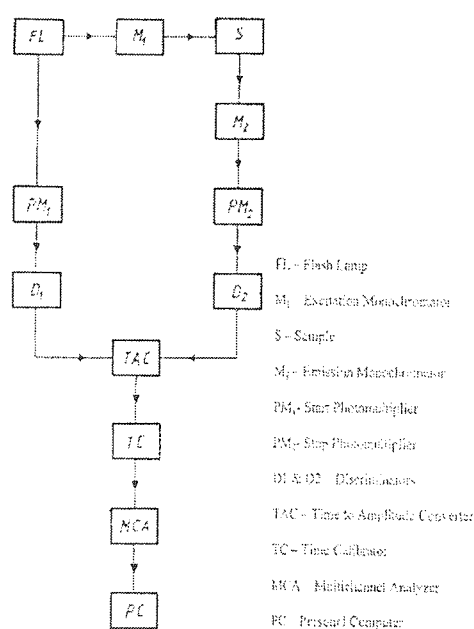 FL M₁ S
M₂
PM₁ PM₂
D₁ D₂
TAC
TC
MCA
PC
FL – Flash Lamp
M₁ – Excitation Monochromator
S – Sample
M₂ – Emission Monochromator
PM₁- Start Photomultiplier
PM₂- Stop Photomultiplier
D1 & D2 – Discriminators
TAC – Time to Amplitude Converter
TC – Time Calibrator
MCA – Multichannel Analyzer
PC – Personel Computer